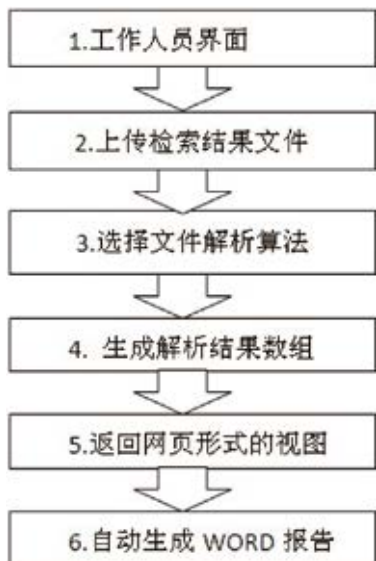 1.工作人员界面
2.上传检索结果文件
3.选择文件解析算法
4. 生成解析结果数组
5.返回网页形式的视图
6.自动生成 WORD 报告